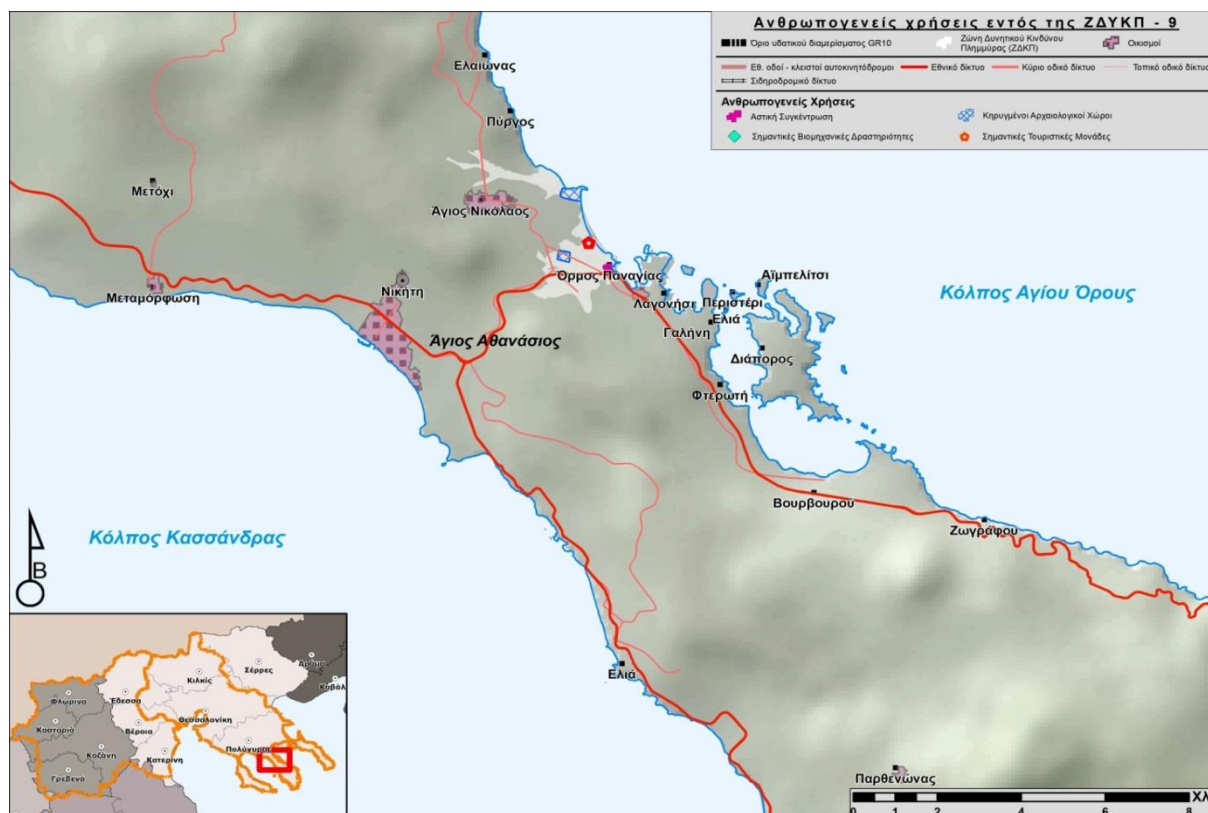 Ανθρωπογενείς χρήσεις εντός της ΖΔΥΚΠ - 9
Όριο υδατικού διαμερίσματος GR10
Ζώνη Δυνητικού Κινδύνου
Πλημμύρας (ΖΔΚΠ)
Οικισμοί
Εθ. οδοί - κλειστοί αυτοκινητόδρομοι
Εθνικό δίκτυο
Κύριο οδικό δίκτυο
Τοπικό οδικό δίκτυο
Σιδηροδρομικό δίκτυο
Ανθρωπογενείς Χρήσεις
Αστική Συγκέντρωση
Κηρυγμένοι Αρχαιολογικοί Χώροι
Σημαντικές Βιομηχανικές Δραστηριότητες
Σημαντικές Τουριστικές Μονάδες
Ελαιώνας
Πύργος
Μετόχι
Άγιος Νικόλαος
Όρμος Παναγίας
Αϊμπελίτσι
Νικήτη
Μεταμόρφωση
Λαγονήσι
Περιστέρι
Κόλπος Αγίου Όρους
Ελιά
Γαλήνη
Άγιος Αθανάσιος
Διάπορος
Φτερωτή
Βουρβουρού
Ζωγράφου
Κόλπος Κασσάνδρας
Β
Ελιά
Παρθενώνας
Χλ
0 1 2 4 6 8
Δράμα
Σέρρες
Κιλκίς
Καβάλ
Φλώρινα
Έδεσσα
Θεσσαλονίκη
Καστοριά
Βέροια
Κοζάνη
Πολύγυρος
Κατερίνη
Γρεβενά